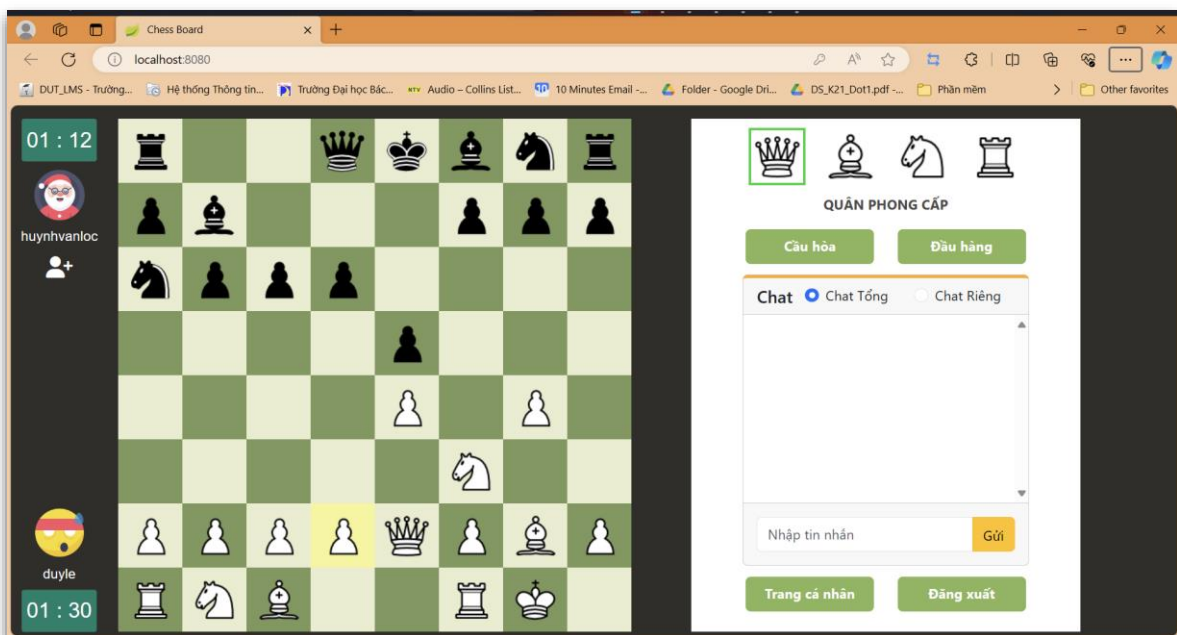 Chess Board
localhost:8080
DUT_LMS - Trường...
Hệ thống Thông tin...
Trường Đại học Bác...
Audio – Collins List...
10 Minutes Email -...
Folder - Google Dri...
DS_K21_Dot1.pdf -...
Phần mềm
Other favorites
01 : 12
huynhvanloc
duyle
01 : 30
QUÂN PHONG CẤP
Cầu hòa
Đầu hàng
Chat
Chat Tổng
Chat Riêng
Nhập tin nhắn
Gửi
Trang cá nhân
Đăng xuất